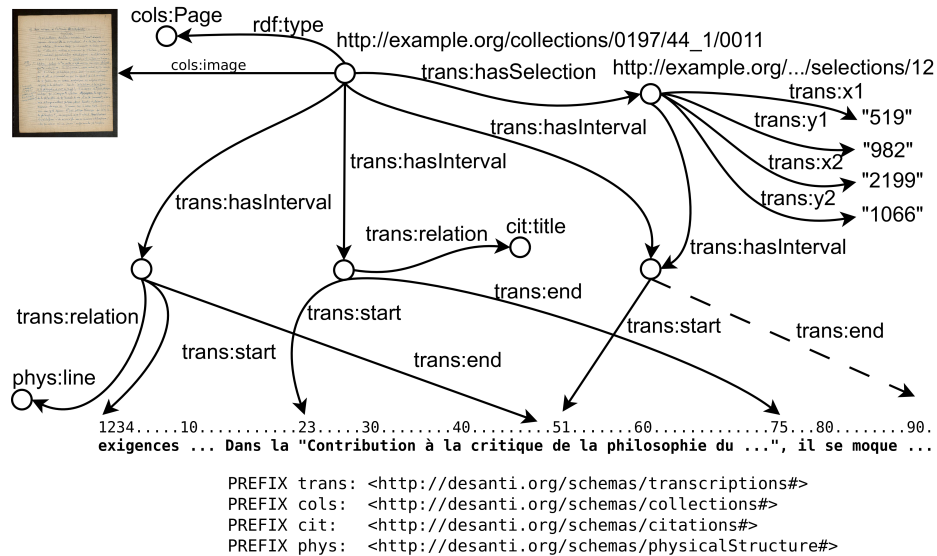 cols:Page
rdf:type
http://example.org/collections/0197/44_1/0011
cols:image
trans:hasSelection
http://example.org/.../selections/12
trans:x1
"519"
trans:y1
trans:hasInterval
"982"
trans:hasInterval
trans:x2
"2199"
trans:hasInterval
trans:y2
"1066"
trans:relation
cit:title
trans:hasInterval
trans:end
trans:relation
trans:start
trans:start
trans:end
trans:start
trans:end
phys:line
1234.....10...........23......30........40.........51........60..............75...80........90.
exigences ... Dans la "Contribution à la critique de la philosophie du ...", il se moque ...
PREFIX trans: <http://desanti.org/schemas/transcriptions#>
PREFIX cols: <http://desanti.org/schemas/collections#>
PREFIX cit: <http://desanti.org/schemas/citations#>
PREFIX phys: <http://desanti.org/schemas/physicalStructure#>